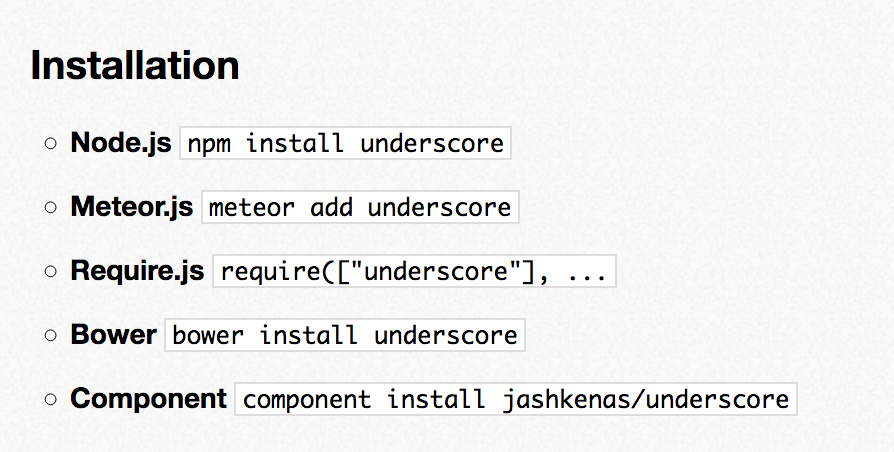 Installation
Node.js npm install underscore
Meteor.js meteor add underscore
Require.js require(["underscore"], ...
Bower bower install underscore
Component component install jashkenas/underscore